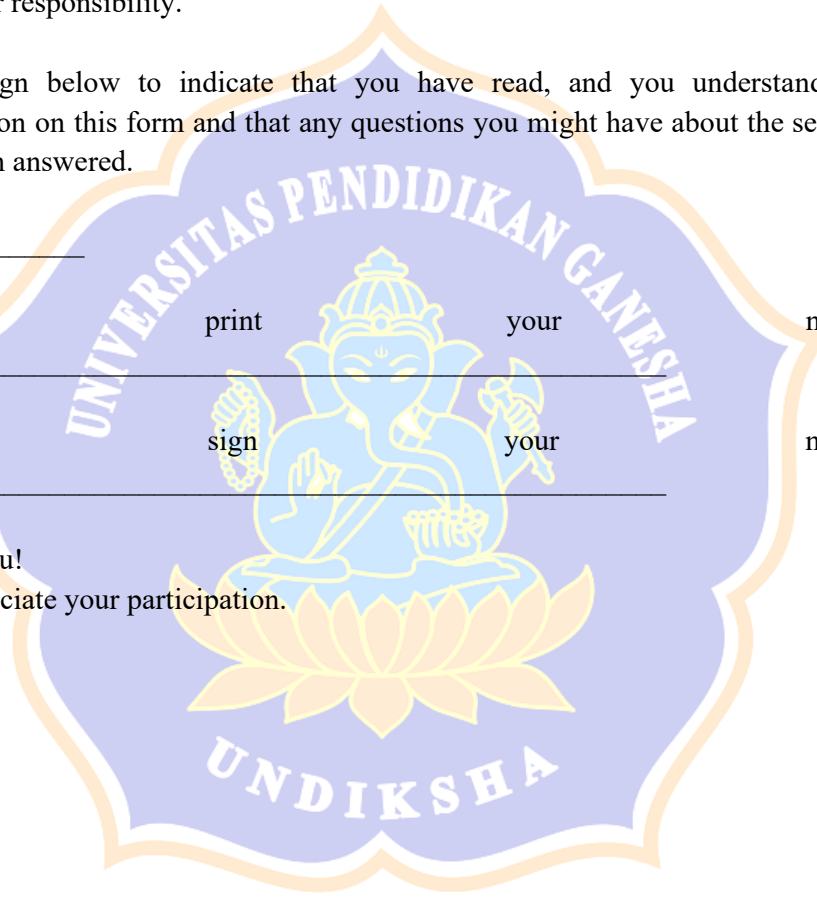 responsibility.
gn below to indicate that you have read, and you understand
on on this form and that any questions you might have about the se
n answered.
UNIVERSITAS PENDIDIKAN GANESHA
print your
sign your
u!
ciate your participation.
UNDIKSHA